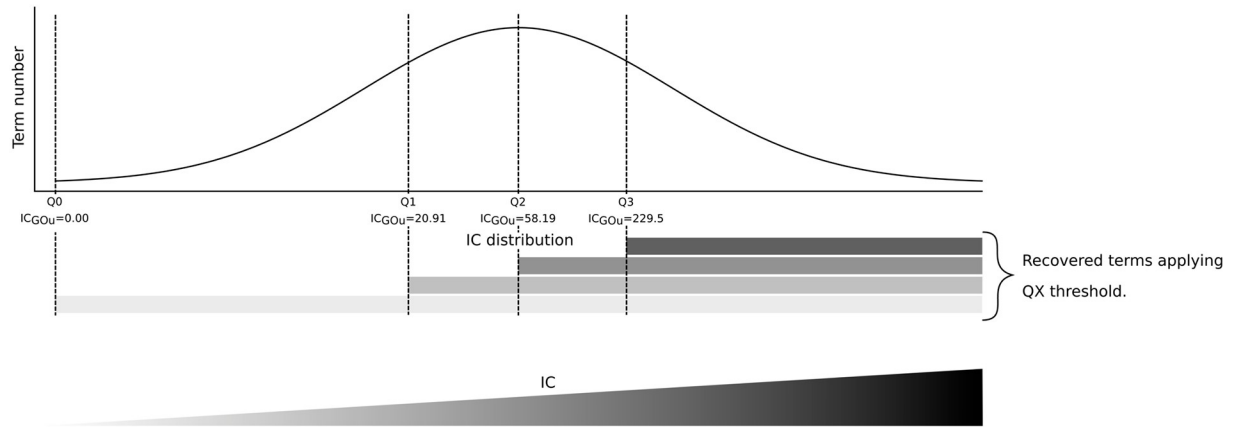 Term number
Q0 Q1 Q2 Q3
ICGOu=0.00 ICGOu=20.91 ICGOu=58.19 ICGOu=229.5
IC distribution
Recovered terms applying
QX threshold.
IC